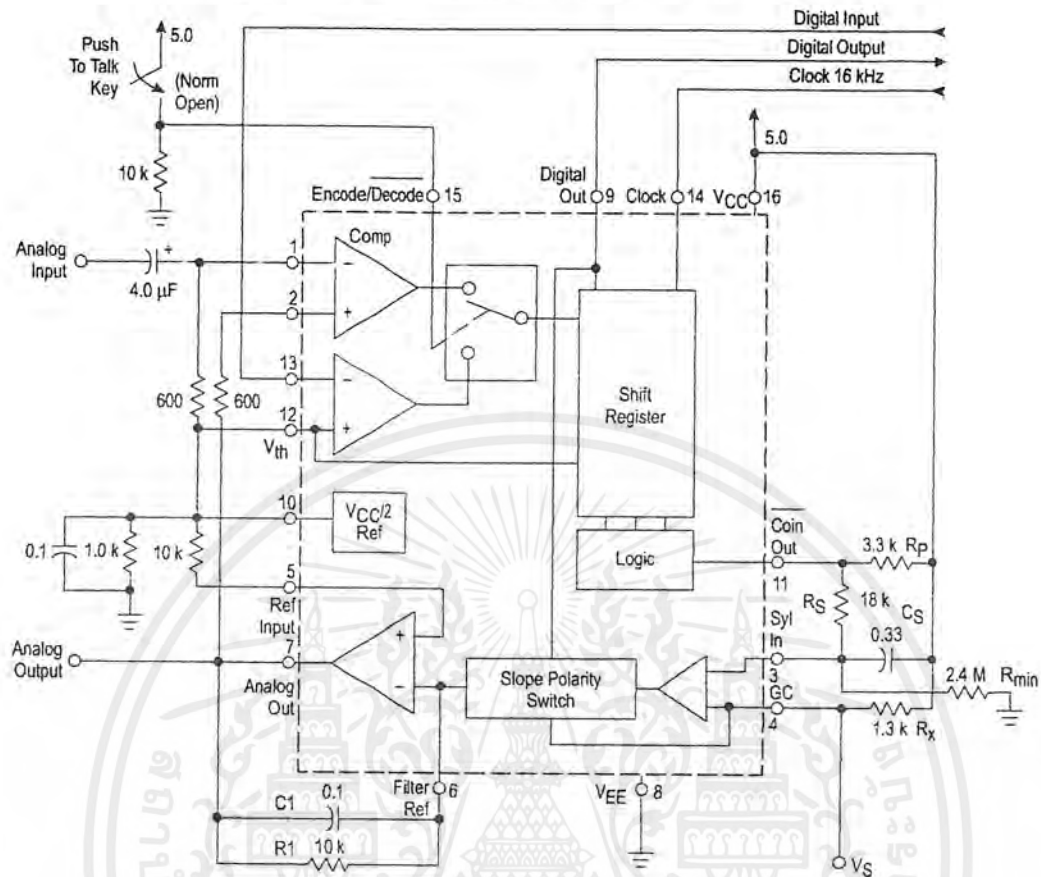 Digital Input
Digital Output
Clock 16 kHz
5.0
Push
To Talk
Key
(Norm
Open)
10 k
5.0
Encode/Decode
15
Digital
Out
9
Clock
14
VCC
16
Analog
Input
+
4.0 µF
1
Comp
−
2
+
13
−
12
+
Vth
600
600
Shift
Register
10
VCC/2
Ref
0.1
1.0 k
10 k
5
Ref
Input
Logic
Coin
Out
11
3.3 k RP
RS
18 k
CS
0.33
Syl
In
3
GC
4
2.4 M
Rmin
1.3 k Rx
Analog
Output
7
Analog
Out
+
−
Slope Polarity
Switch
−
Filter
Ref
6
VEE
8
C1
0.1
R1
10 k
VS